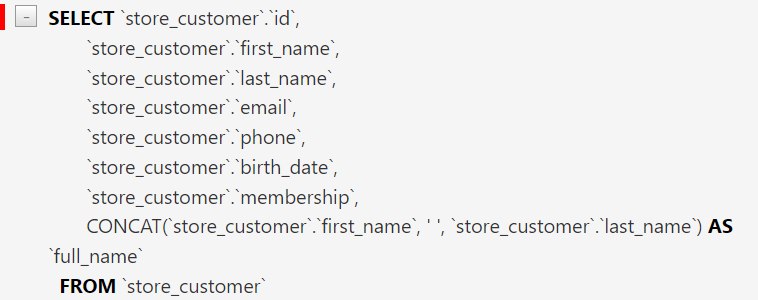 SELECT `store_customer`.`id`,
`store_customer`.`first_name`,
`store_customer`.`last_name`,
`store_customer`.`email`,
`store_customer`.`phone`,
`store_customer`.`birth_date`,
`store_customer`.`membership`,
CONCAT(`store_customer`.`first_name`, ' ', `store_customer`.`last_name`) AS
`full_name`
FROM `store_customer`